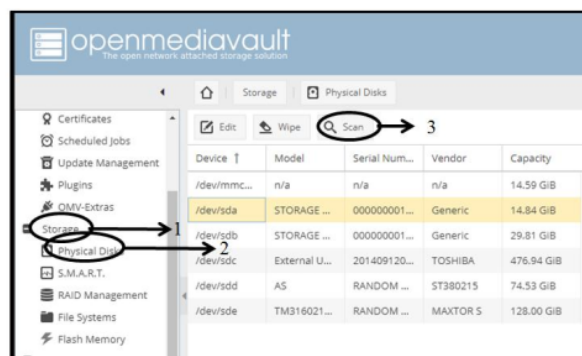 openmediavault
The open network attached storage solution
Storage Physical Disks
Certificates
Scheduled Jobs
Update Management
Plugins
OMV-Extras
Storage 1
Physical Disks 2
S.M.A.R.T.
RAID Management
File Systems
Flash Memory
Edit Wipe Scan 3
Device Model Serial Num... Vendor Capacity
/dev/mmc... n/a n/a n/a 14.59 GiB
/dev/sda STORAGE ... 000000001... Generic 14.84 GiB
/dev/sdb STORAGE ... 000000001... Generic 29.81 GiB
/dev/sdc External U... 201409120... TOSHIBA 476.94 GiB
/dev/sdd AS RANDOM ... ST380215 74.53 GiB
/dev/sde TM316021... RANDOM ... MAXTOR S 128.00 GiB